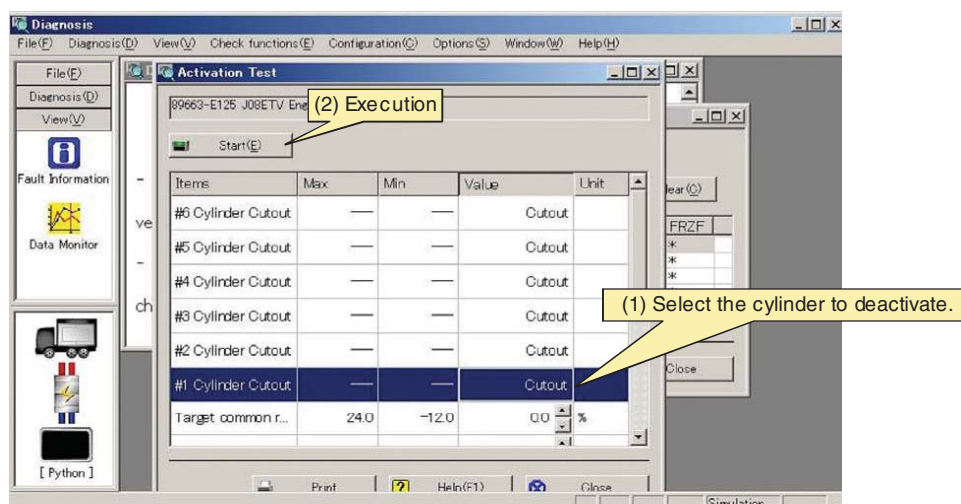 Diagnosis
File(F) Diagnosis(D) View(V) Check functions(E) Configuration(C) Options(S) Window(W) Help(H)
File(F)
Diagnosis(D)
View(V)
Fault Information
Data Monitor
[ Python ]
Activation Test
89663-E125 J08ETV
(2) Execution
Start(E)
Items Max Min Value Unit
#6 Cylinder Cutout — — Cutout
#5 Cylinder Cutout — — Cutout
#4 Cylinder Cutout — — Cutout
#3 Cylinder Cutout — — Cutout
#2 Cylinder Cutout — — Cutout
#1 Cylinder Cutout — — Cutout
Target common r... 24.0 -12.0 0.0 %
(1) Select the cylinder to deactivate.
Print Help(F1) Close
-
ve
-
ch
lear(C)
FRZF
*
*
*
Close
Simulation